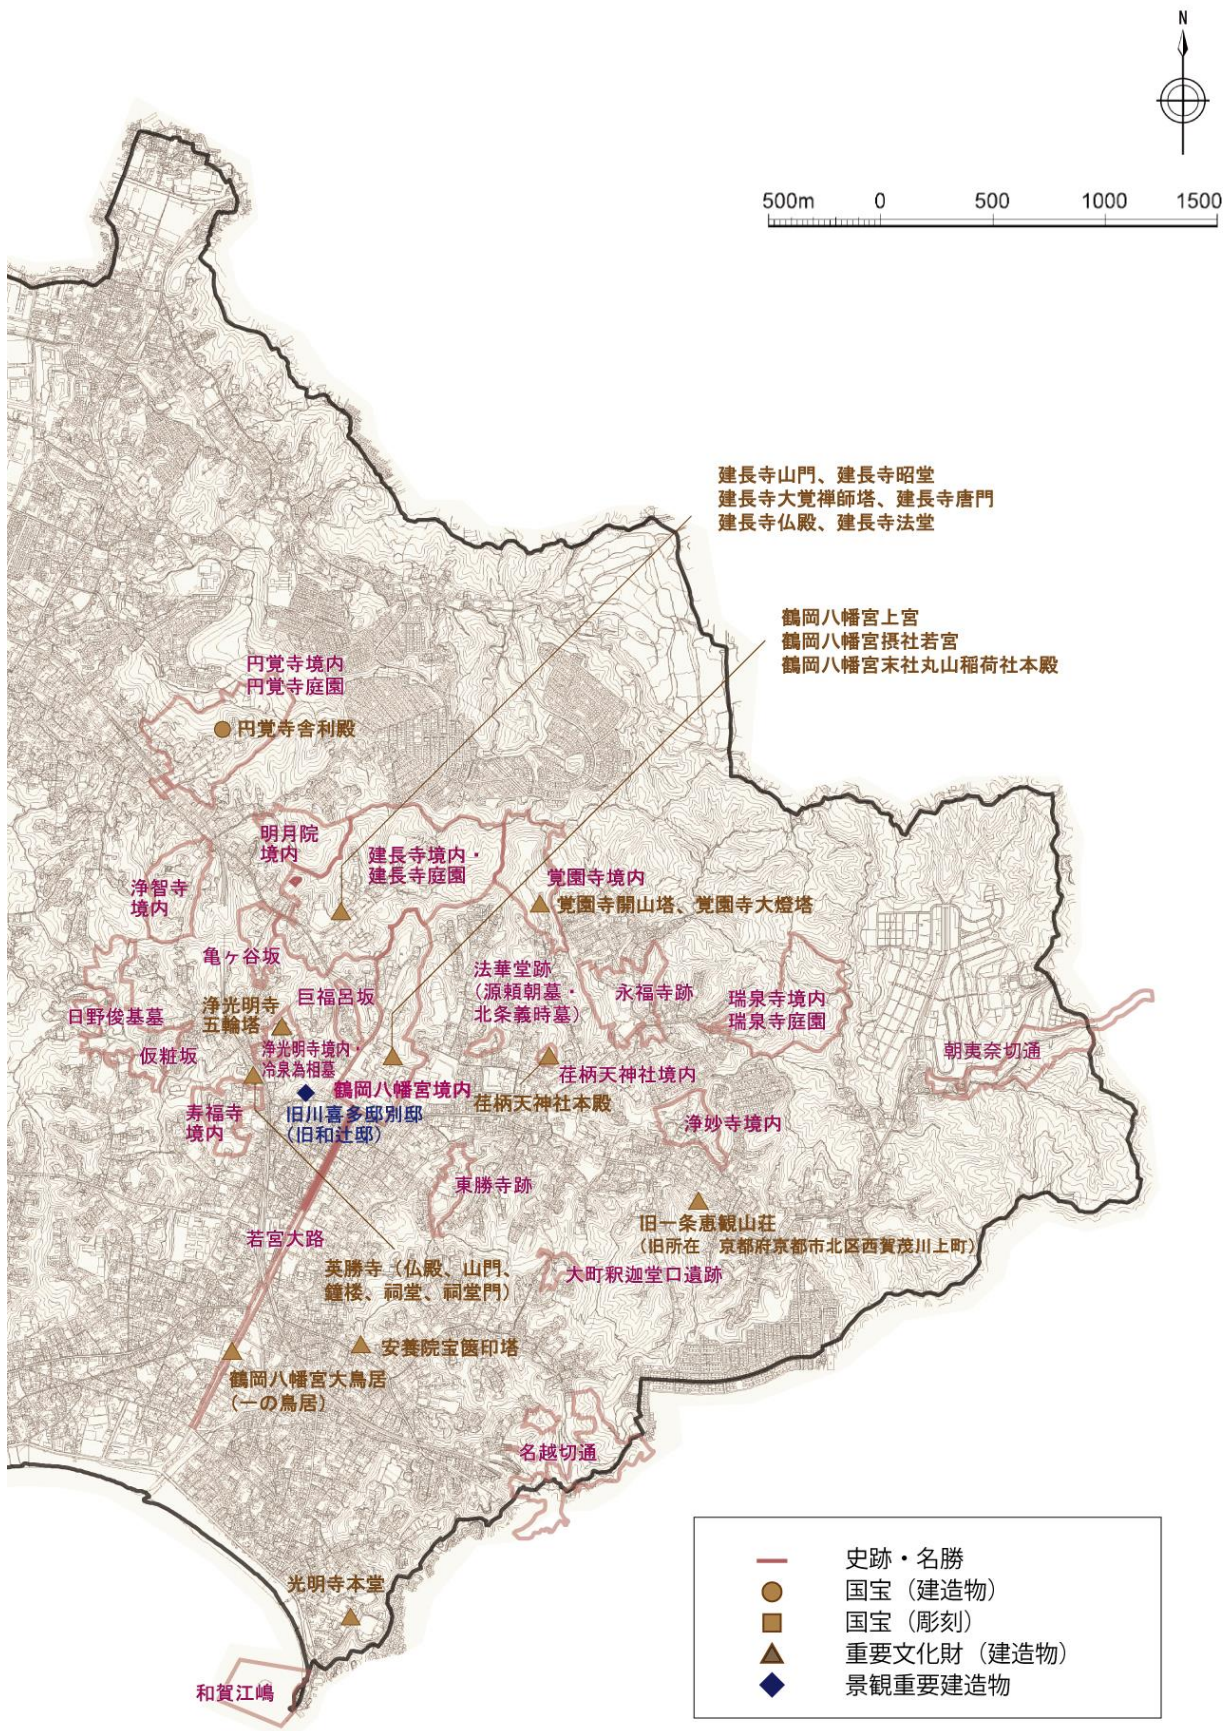 N
500m 0 500 1000 1500
建長寺山門、建長寺昭堂
建長寺大覚禅師塔、建長寺唐門
建長寺仏殿、建長寺法堂
鶴岡八幡宮上宮
鶴岡八幡宮摂社若宮
鶴岡八幡宮末社丸山稲荷社本殿
円覚寺境内
円覚寺庭園
円覚寺舎利殿
明月院
境内
建長寺境内・
建長寺庭園
浄智寺
境内
覚園寺境内
覚園寺開山塔、覚園寺大燈塔
亀ヶ谷坂
法華堂跡
(源頼朝墓・
北条義時墓)
永福寺跡
瑞泉寺境内
瑞泉寺庭園
巨福呂坂
浄光明寺
五輪塔
日野俊基墓
仮粧坂
浄光明寺境内・
冷泉為相墓
朝夷奈切通
荏柄天神社境内
鶴岡八幡宮境内
荏柄天神社本殿
寿福寺
境内
旧川喜多邸別邸
(旧和辻邸)
浄妙寺境内
東勝寺跡
旧一条恵観山荘
(旧所在 京都府京都市北区西賀茂川上町)
若宮大路
英勝寺(仏殿、山門、
鐘楼、祠堂、祠堂門)
大町釈迦堂口遺跡
安養院宝篋印塔
鶴岡八幡宮大鳥居
(一の鳥居)
名越切通
光明寺本堂
和賀江嶋
史跡・名勝
国宝(建造物)
国宝(彫刻)
重要文化財(建造物)
景観重要建造物